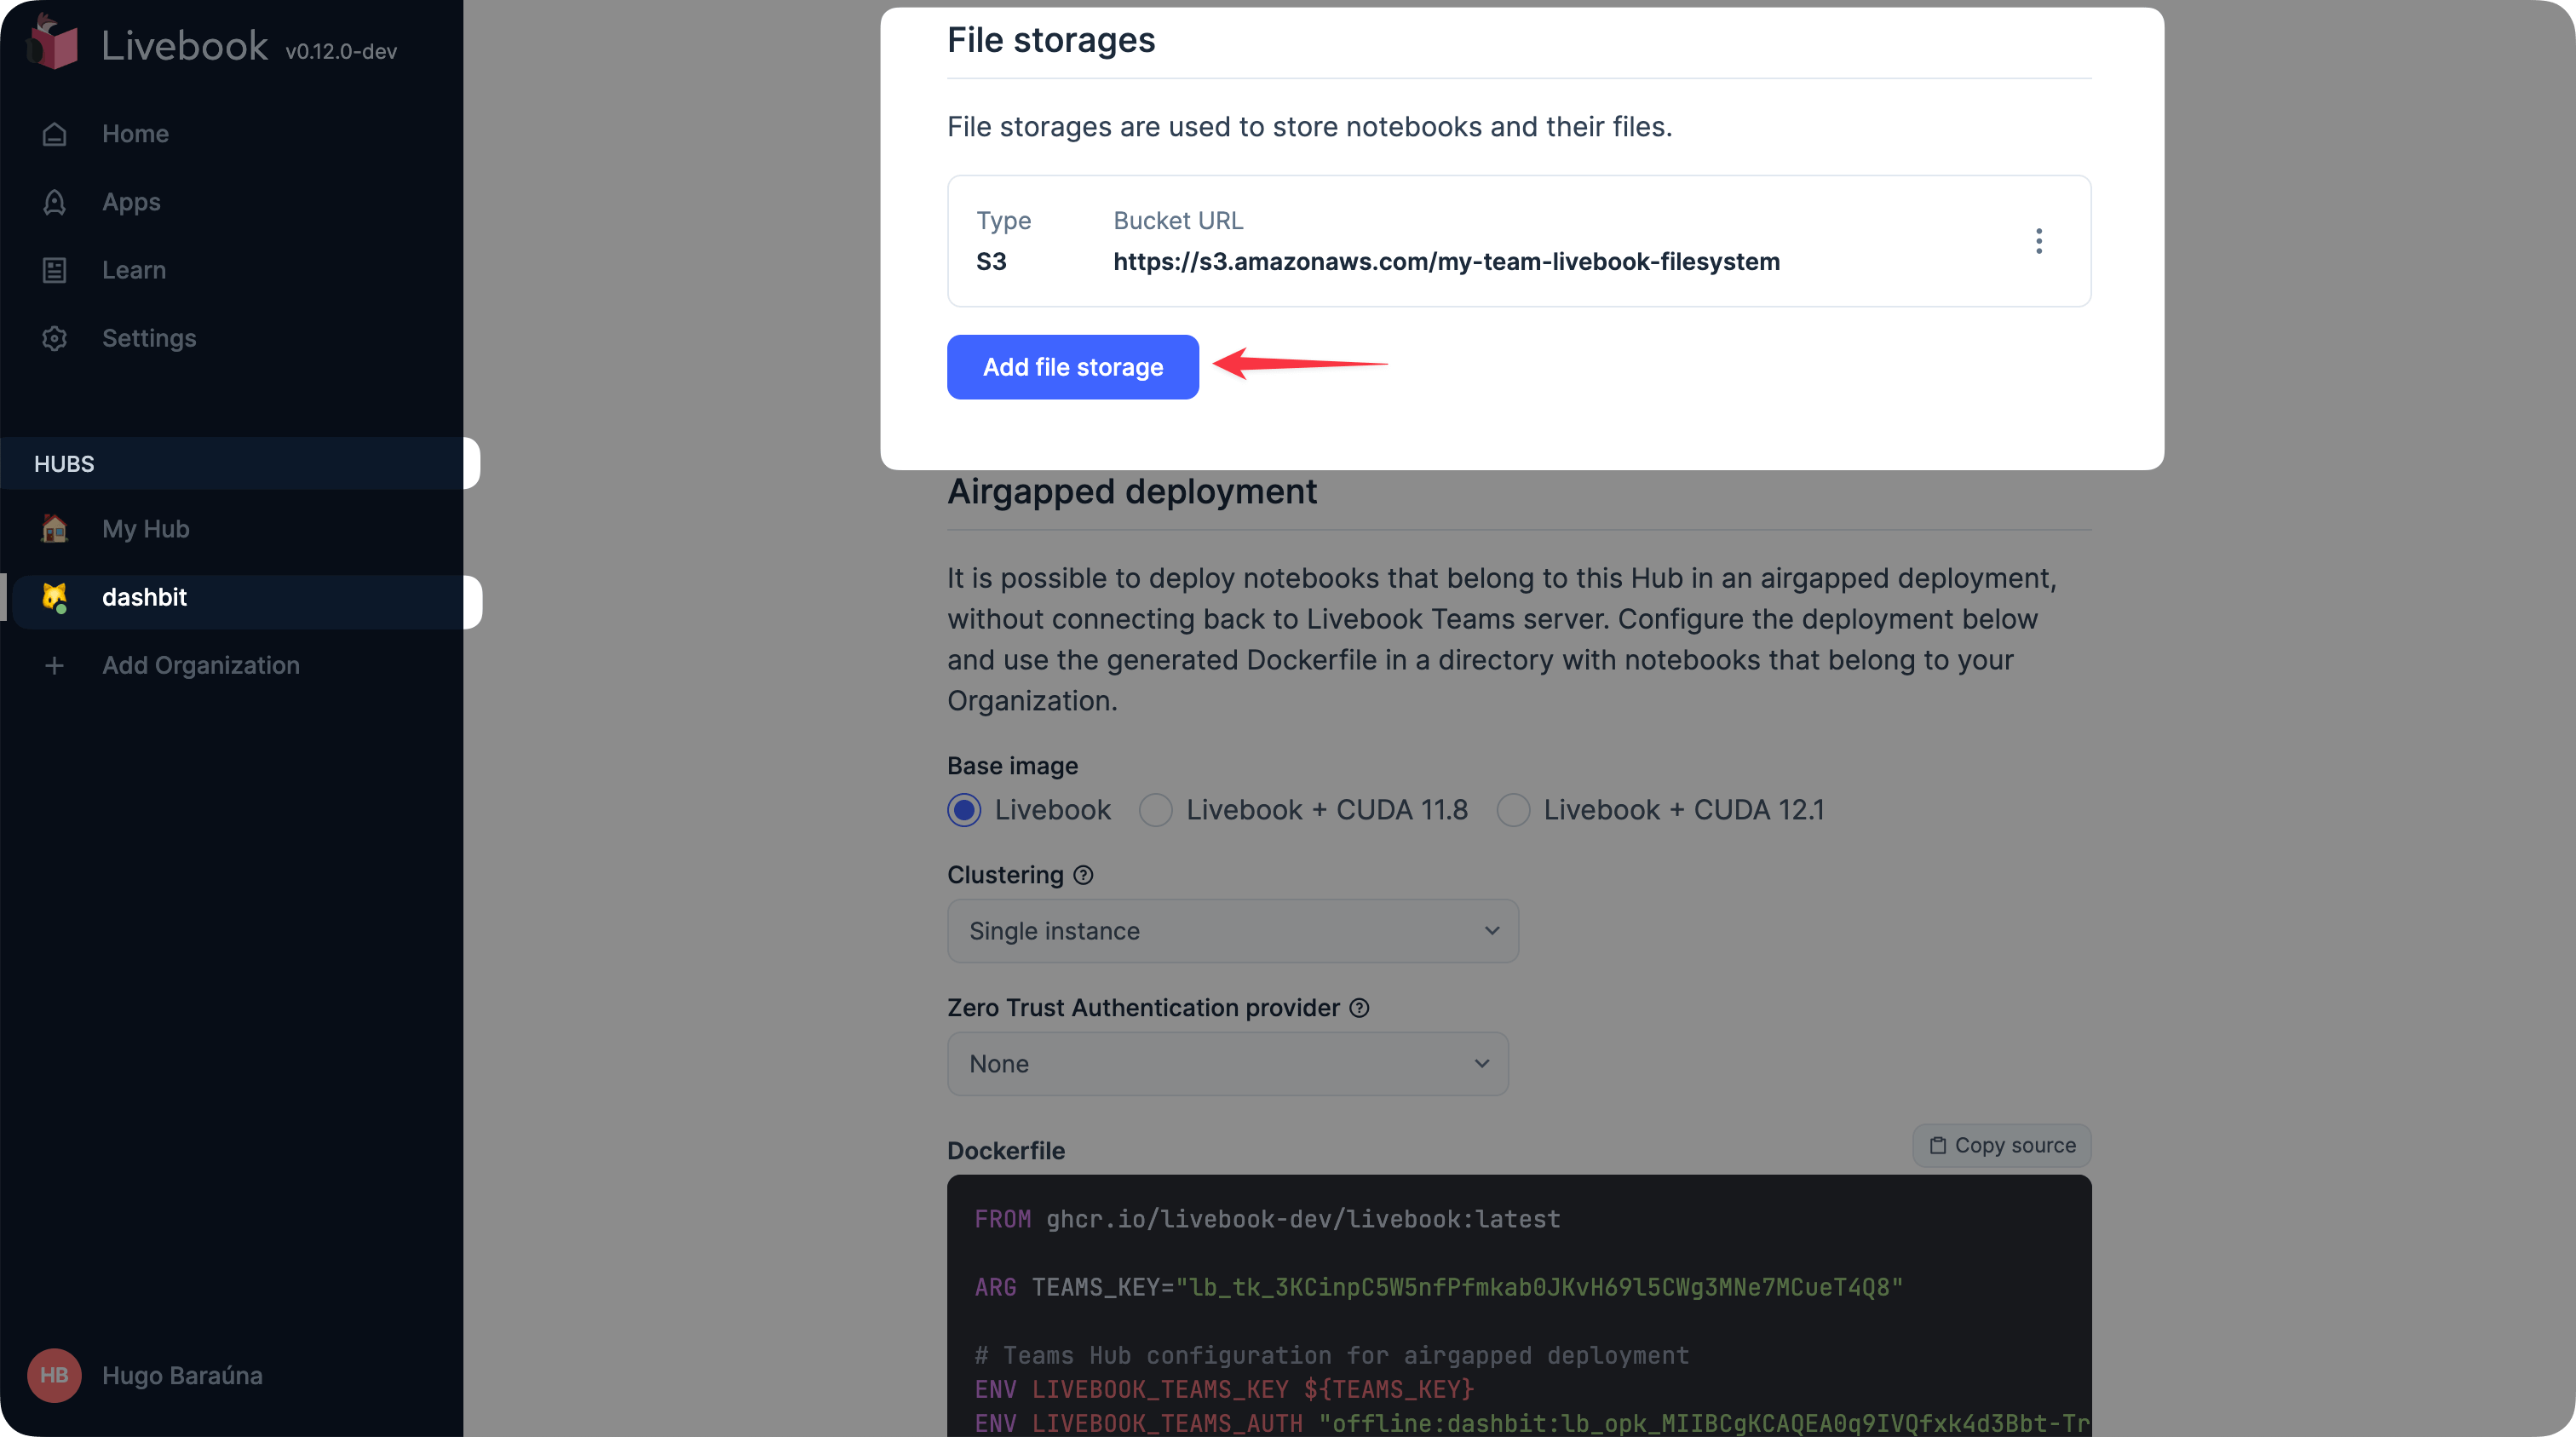 Livebook v0.12.0-dev
Home
Apps
Learn
Settings
HUBS
My Hub
dashbit
Add Organization
HB Hugo Baraúna
File storages
File storages are used to store notebooks and their files.
Type Bucket URL
S3 https://s3.amazonaws.com/my-team-livebook-filesystem
Add file storage
Airgapped deployment
It is possible to deploy notebooks that belong to this Hub in an airgapped deployment,
without connecting back to Livebook Teams server. Configure the deployment below
and use the generated Dockerfile in a directory with notebooks that belong to your
Organization.
Base image
Livebook Livebook + CUDA 11.8 Livebook + CUDA 12.1
Clustering
Single instance
Zero Trust Authentication provider
None
Dockerfile Copy source
FROM ghcr.io/livebook-dev/livebook:latest
ARG TEAMS_KEY="lb_tk_3KCinpC5W5nfPfmkab0JKvH69l5CWg3MNe7MCueT4Q8"
# Teams Hub configuration for airgapped deployment
ENV LIVEBOOK_TEAMS_KEY ${TEAMS_KEY}
ENV LIVEBOOK_TEAMS_AUTH "offline:dashbit:lb_opk_MIIBCgKCAQEA0q9IVQfxk4d3Bbt-Tr